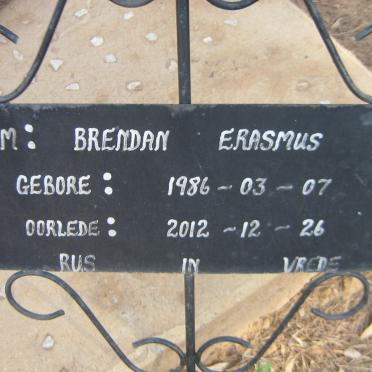 M: BRENDAN ERASMUS
GEBORE: 1986-03-07
OORLEDE: 2012-12-26
RUS IN VREDE